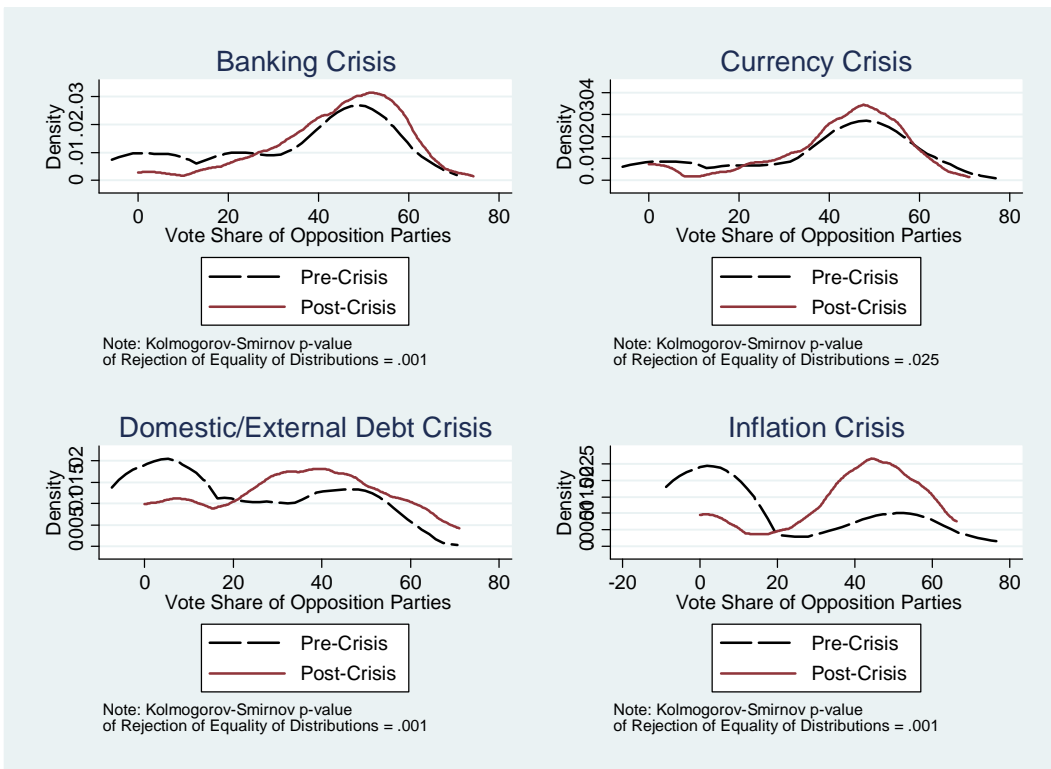 Banking Crisis
Density
0 .01 .02 .03
0 20 40 60 80
Vote Share of Opposition Parties
Pre-Crisis
Post-Crisis
Note: Kolmogorov-Smirnov p-value
of Rejection of Equality of Distributions = .001
Currency Crisis
Density
0 .01 .02 .03 .04
0 20 40 60 80
Vote Share of Opposition Parties
Pre-Crisis
Post-Crisis
Note: Kolmogorov-Smirnov p-value
of Rejection of Equality of Distributions = .025
Domestic/External Debt Crisis
Density
0 20 40 60 80
Vote Share of Opposition Parties
Pre-Crisis
Post-Crisis
Note: Kolmogorov-Smirnov p-value
of Rejection of Equality of Distributions = .001
Inflation Crisis
Density
-20 0 20 40 60 80
Vote Share of Opposition Parties
Pre-Crisis
Post-Crisis
Note: Kolmogorov-Smirnov p-value
of Rejection of Equality of Distributions = .001